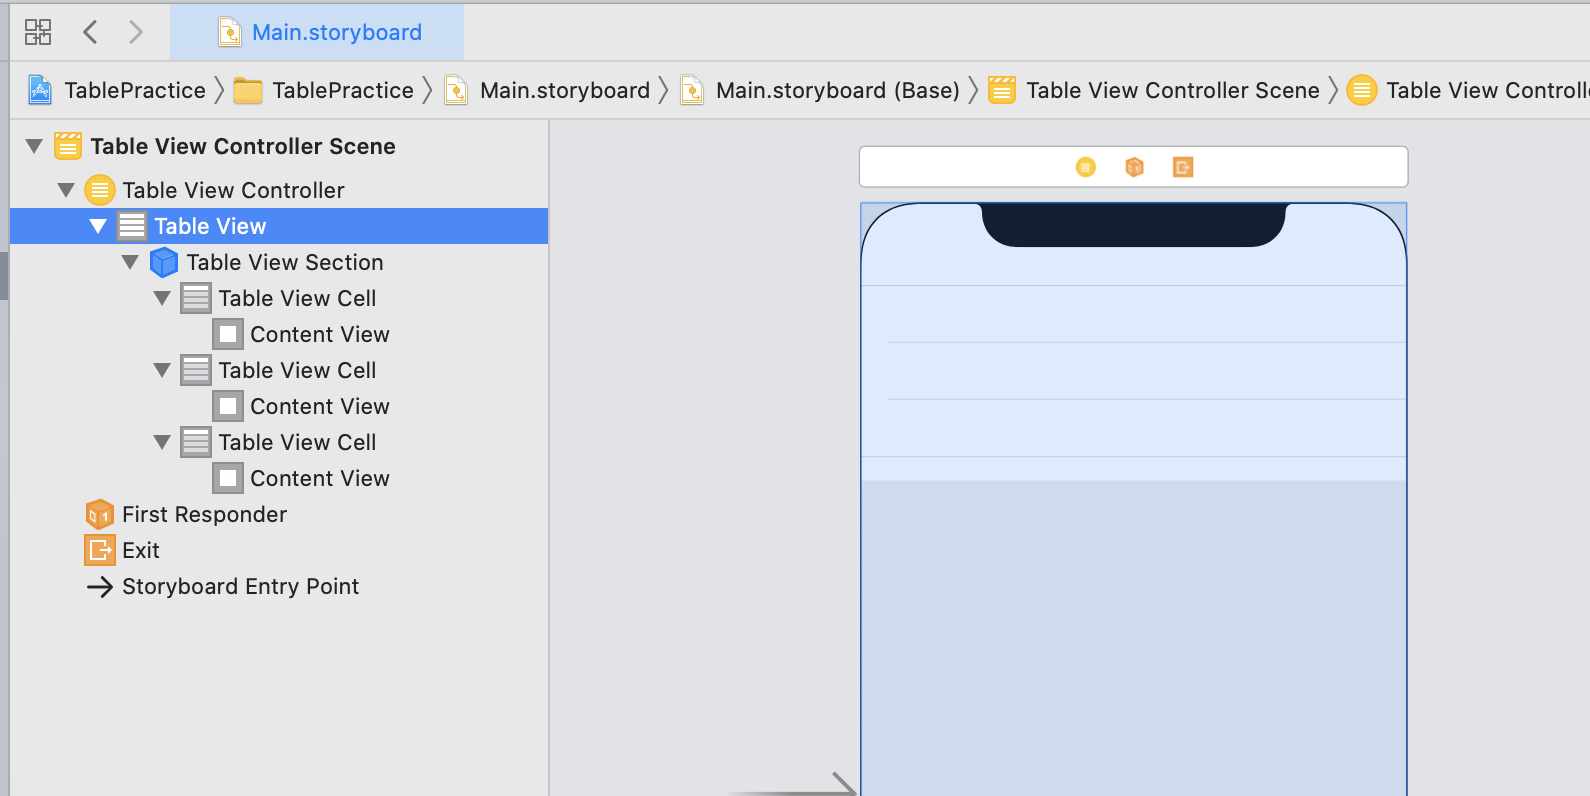 Main.storyboard
TablePractice TablePractice Main.storyboard Main.storyboard (Base) Table View Controller Scene Table View Controll
Table View Controller Scene
Table View Controller
Table View
Table View Section
Table View Cell
Content View
Table View Cell
Content View
Table View Cell
Content View
First Responder
Exit
Storyboard Entry Point